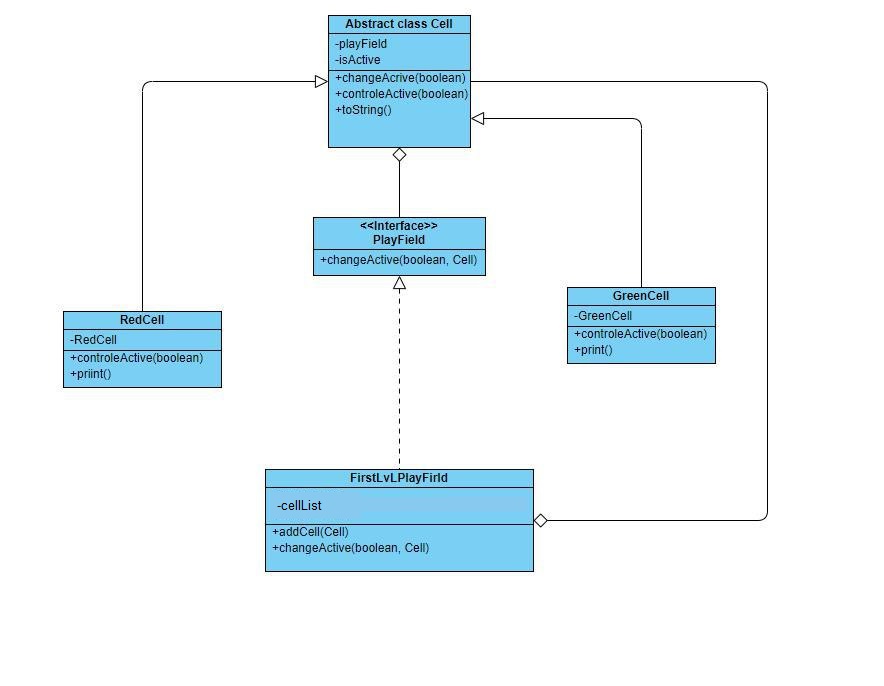 Abstract class Cell
-playField
-isActive
+changeAcrive(boolean)
+controleActive(boolean)
+toString()
<<Interface>>
PlayField
+changeActive(boolean, Cell)
GreenCell
-GreenCell
+controleActive(boolean)
+print()
RedCell
-RedCell
+controleActive(boolean)
+priint()
FirstLvLPlayFirld
-cellList
+addCell(Cell)
+changeActive(boolean, Cell)